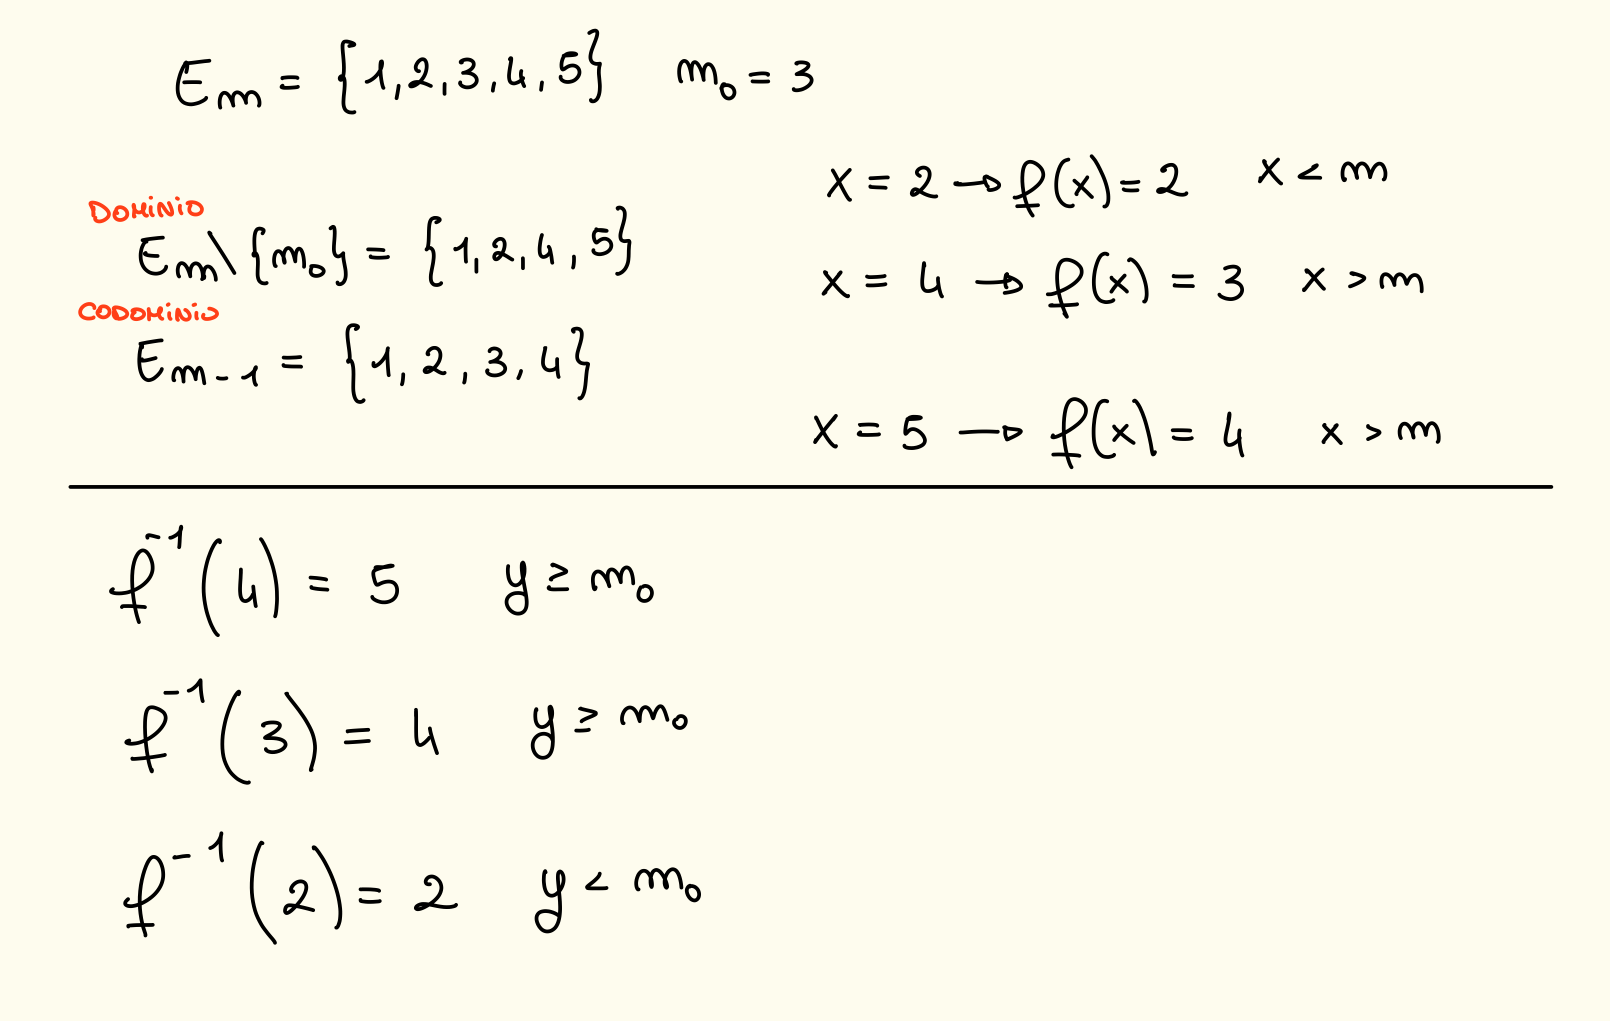 Em = {1,2,3,4,5} m₀ = 3
DOMINIO
Em\{m₀} = {1,2,4,5}
CODOMINIO
Em-1 = {1,2,3,4}
x = 2 → f(x) = 2 x < m
x = 4 → f(x) = 3 x > m
x = 5 → f(x) = 4 x > m
f⁻¹(4) = 5 y ≥ m₀
f⁻¹(3) = 4 y ≥ m₀
f⁻¹(2) = 2 y < m₀